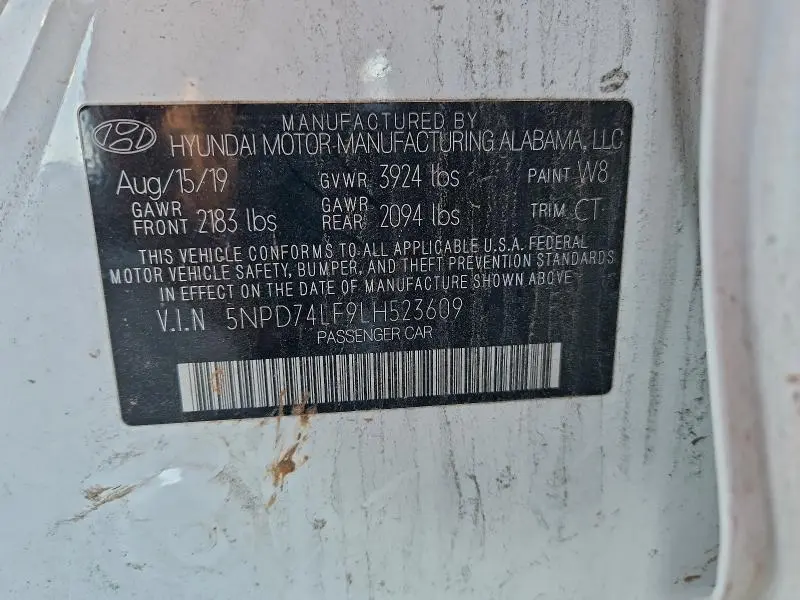 MANUFACTURED BY
HYUNDAI MOTOR MANUFACTURING ALABAMA, LLC
Aug/15/19 GVWR 3924 lbs PAINT W8
GAWR FRONT 2183 lbs GAWR REAR 2094 lbs TRIM CT
THIS VEHICLE CONFORMS TO ALL APPLICABLE U.S.A. FEDERAL
MOTOR VEHICLE SAFETY, BUMPER, AND THEFT PREVENTION STANDARDS
IN EFFECT ON THE DATE OF MANUFACTURE SHOWN ABOVE
V.I.N 5NPD74LF9LH523609
PASSENGER CAR